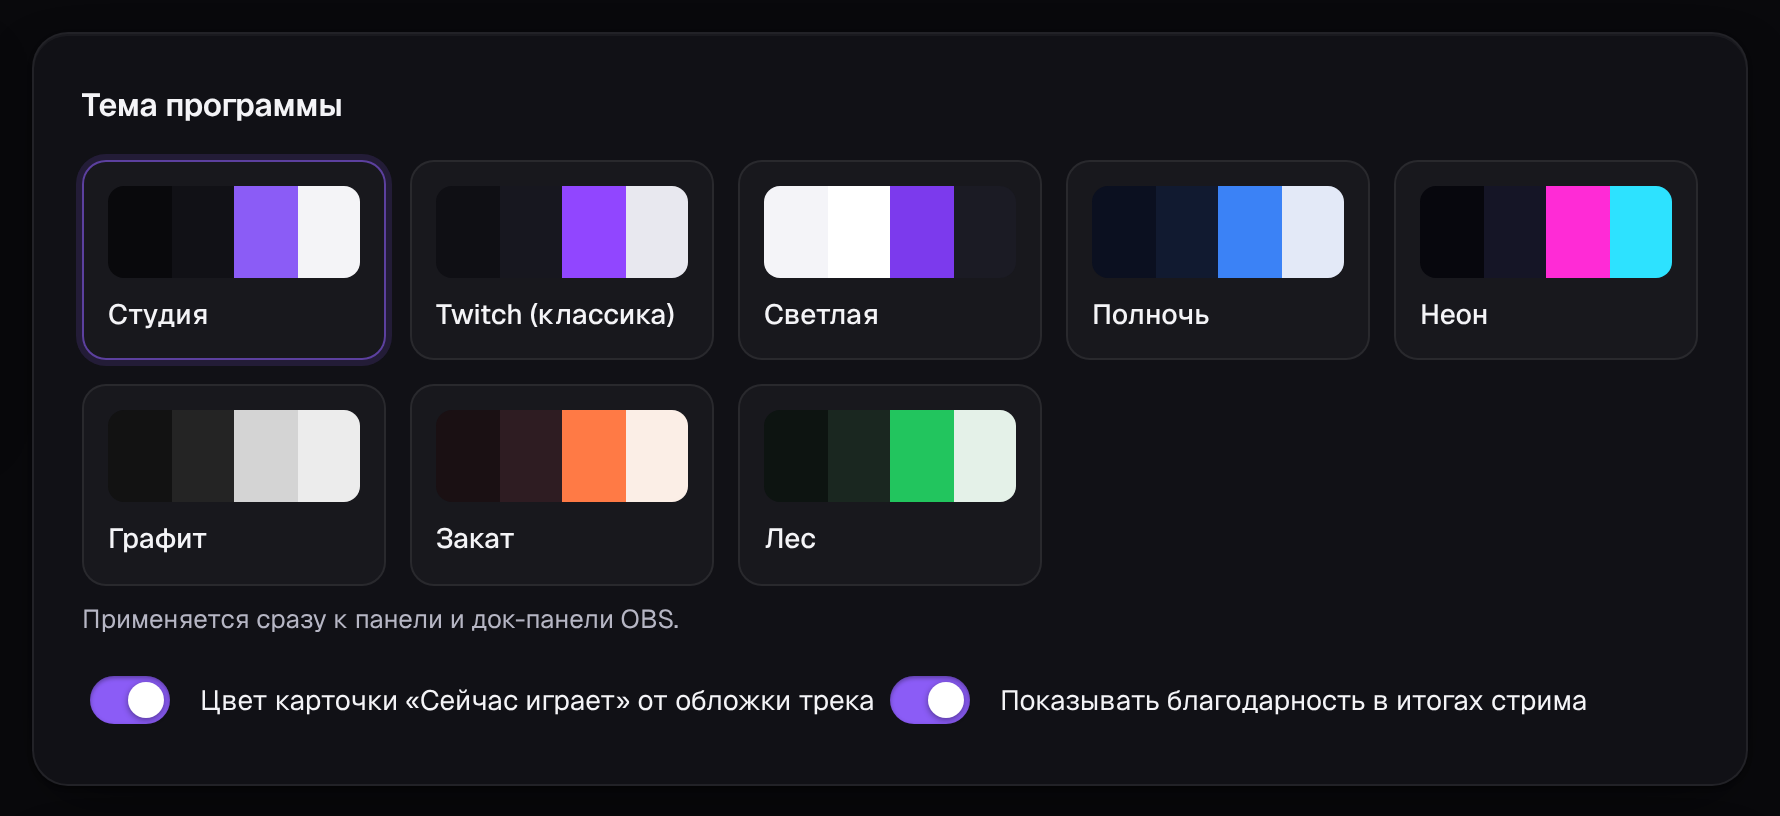 Тема программы
Студия
Twitch (классика)
Светлая
Полночь
Неон
Графит
Закат
Лес
Применяется сразу к панели и док-панели OBS.
Цвет карточки «Сейчас играет» от обложки трека
Показывать благодарность в итогах стрима